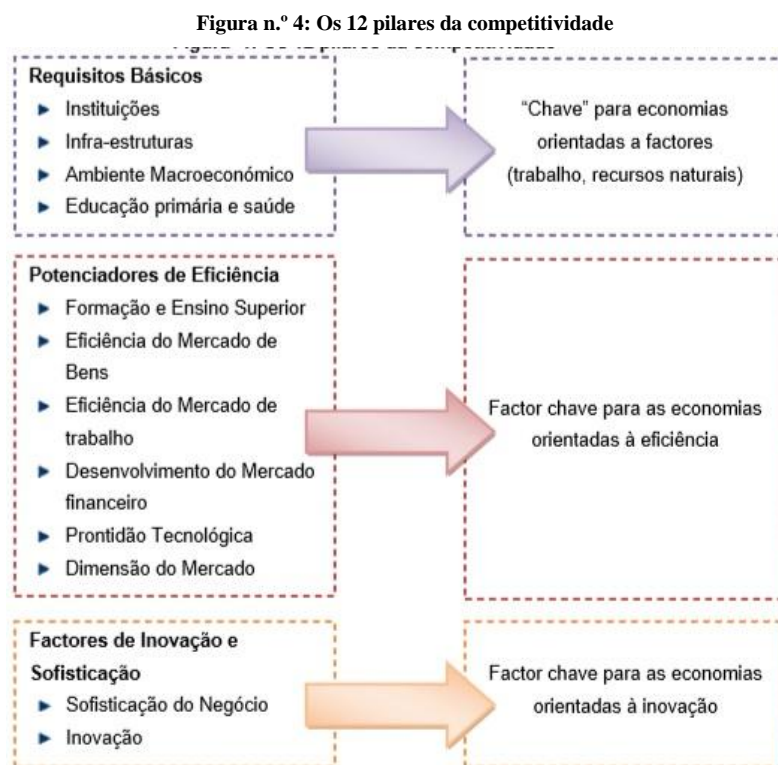 Figura n.º 4: Os 12 pilares da competitividade
Requisitos Básicos
Instituições
Infra-estruturas
Ambiente Macroeconómico
Educação primária e saúde
“Chave” para economias
orientadas a factores
(trabalho, recursos naturais)
Potenciadores de Eficiência
Formação e Ensino Superior
Eficiência do Mercado de
Bens
Eficiência do Mercado de
trabalho
Desenvolvimento do Mercado
financeiro
Prontidão Tecnológica
Dimensão do Mercado
Factor chave para as economias
orientadas à eficiência
Factores de Inovação e
Sofisticação
Sofisticação do Negócio
Inovação
Factor chave para as economias
orientadas à inovação